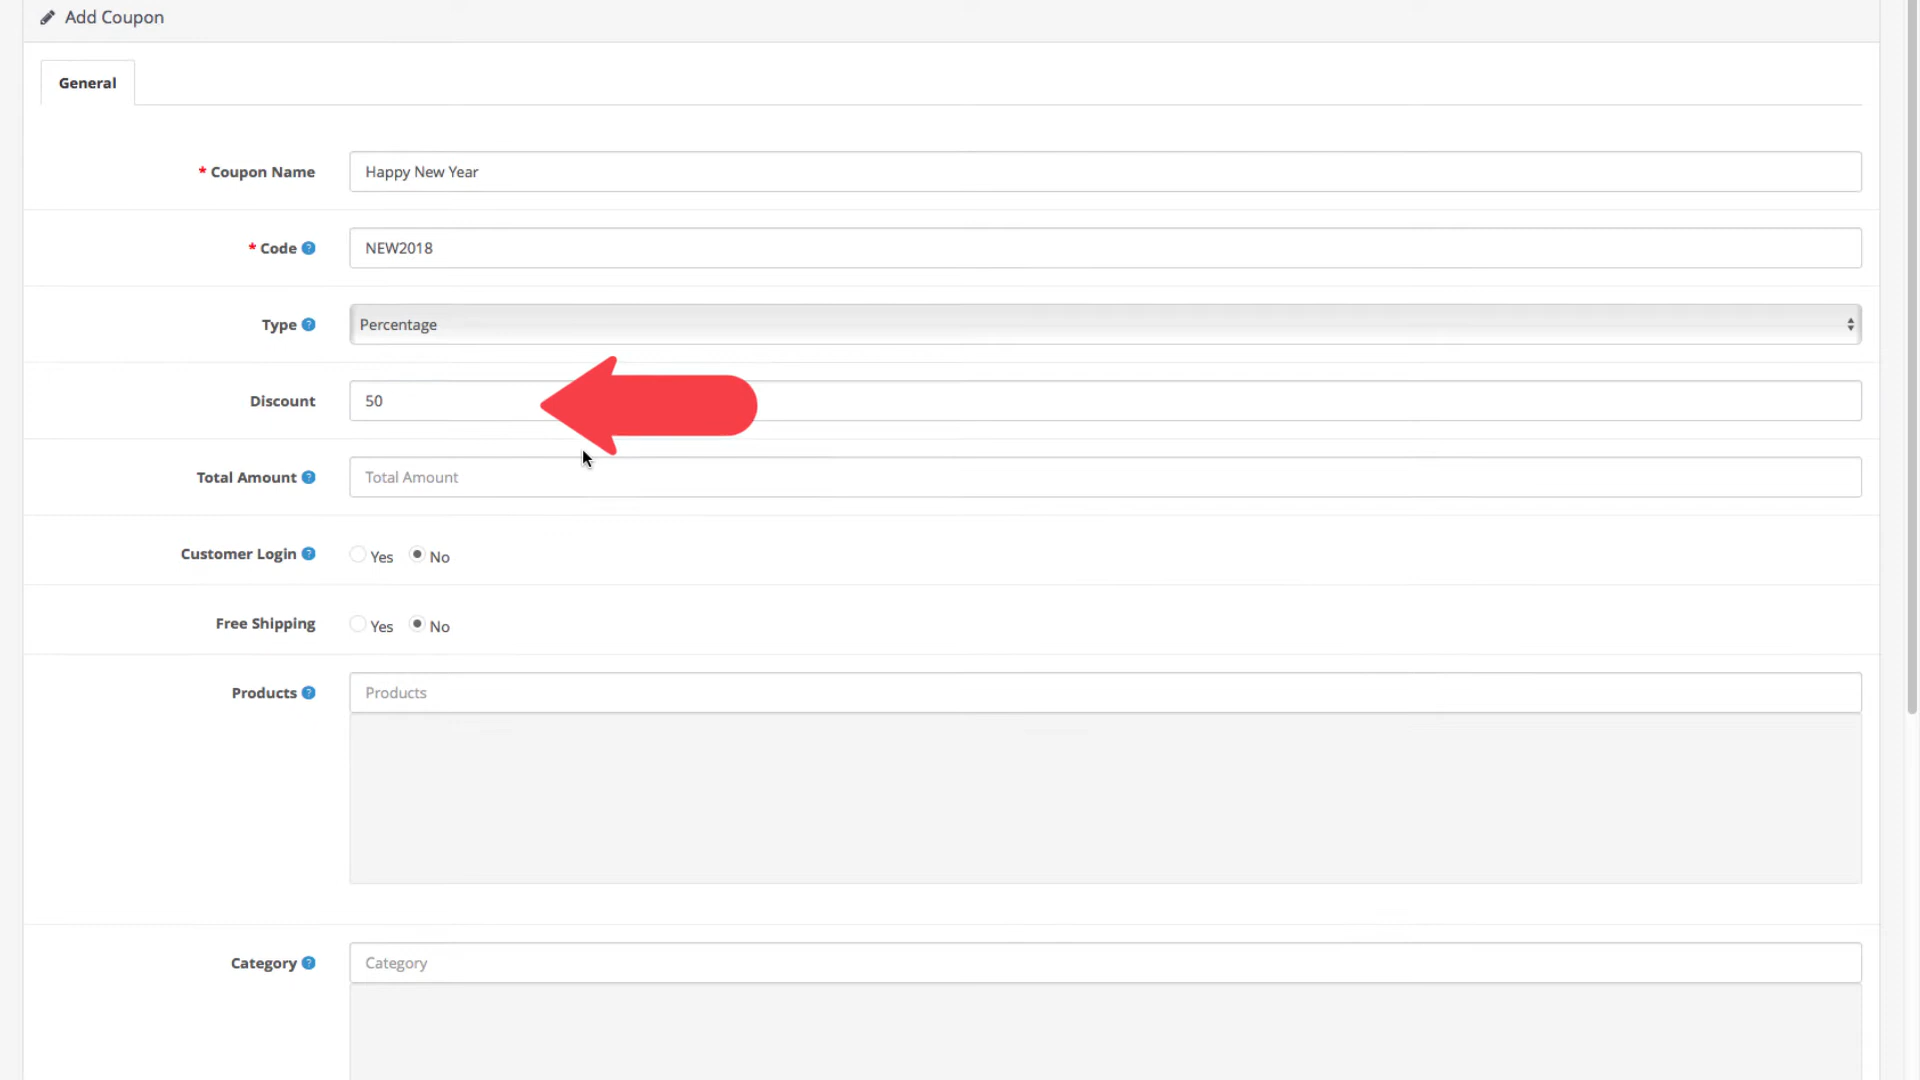 Add Coupon
General
* Coupon Name Happy New Year
* Code ? NEW2018
Type ? Percentage
Discount 50
Total Amount ? Total Amount
Customer Login ? Yes No
Free Shipping Yes No
Products ? Products
Category ? Category